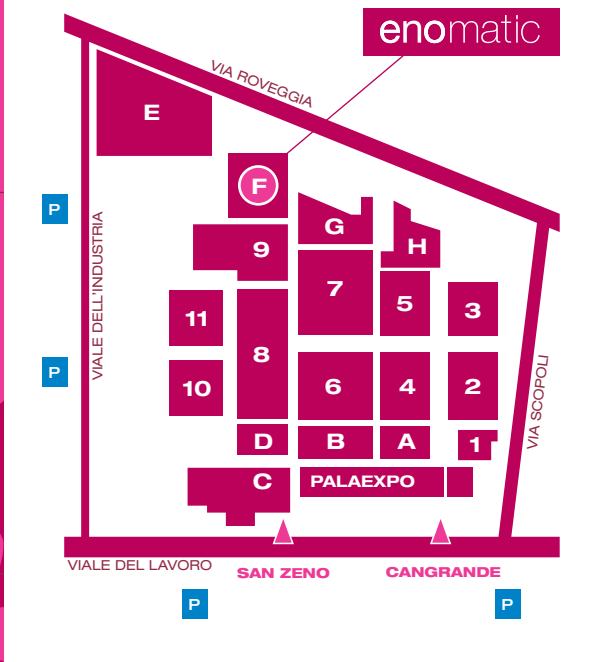 enomatic
VIA ROVEGGIA
E
F
P
G
H
9
VIALE DELL'INDUSTRIA
7
5
3
11
8
VIA SCOPOLI
P
10
6
4
2
D
B
A
1
C
PALAEXPO
VIALE DEL LAVORO
SAN ZENO
CANGRANDE
P
P